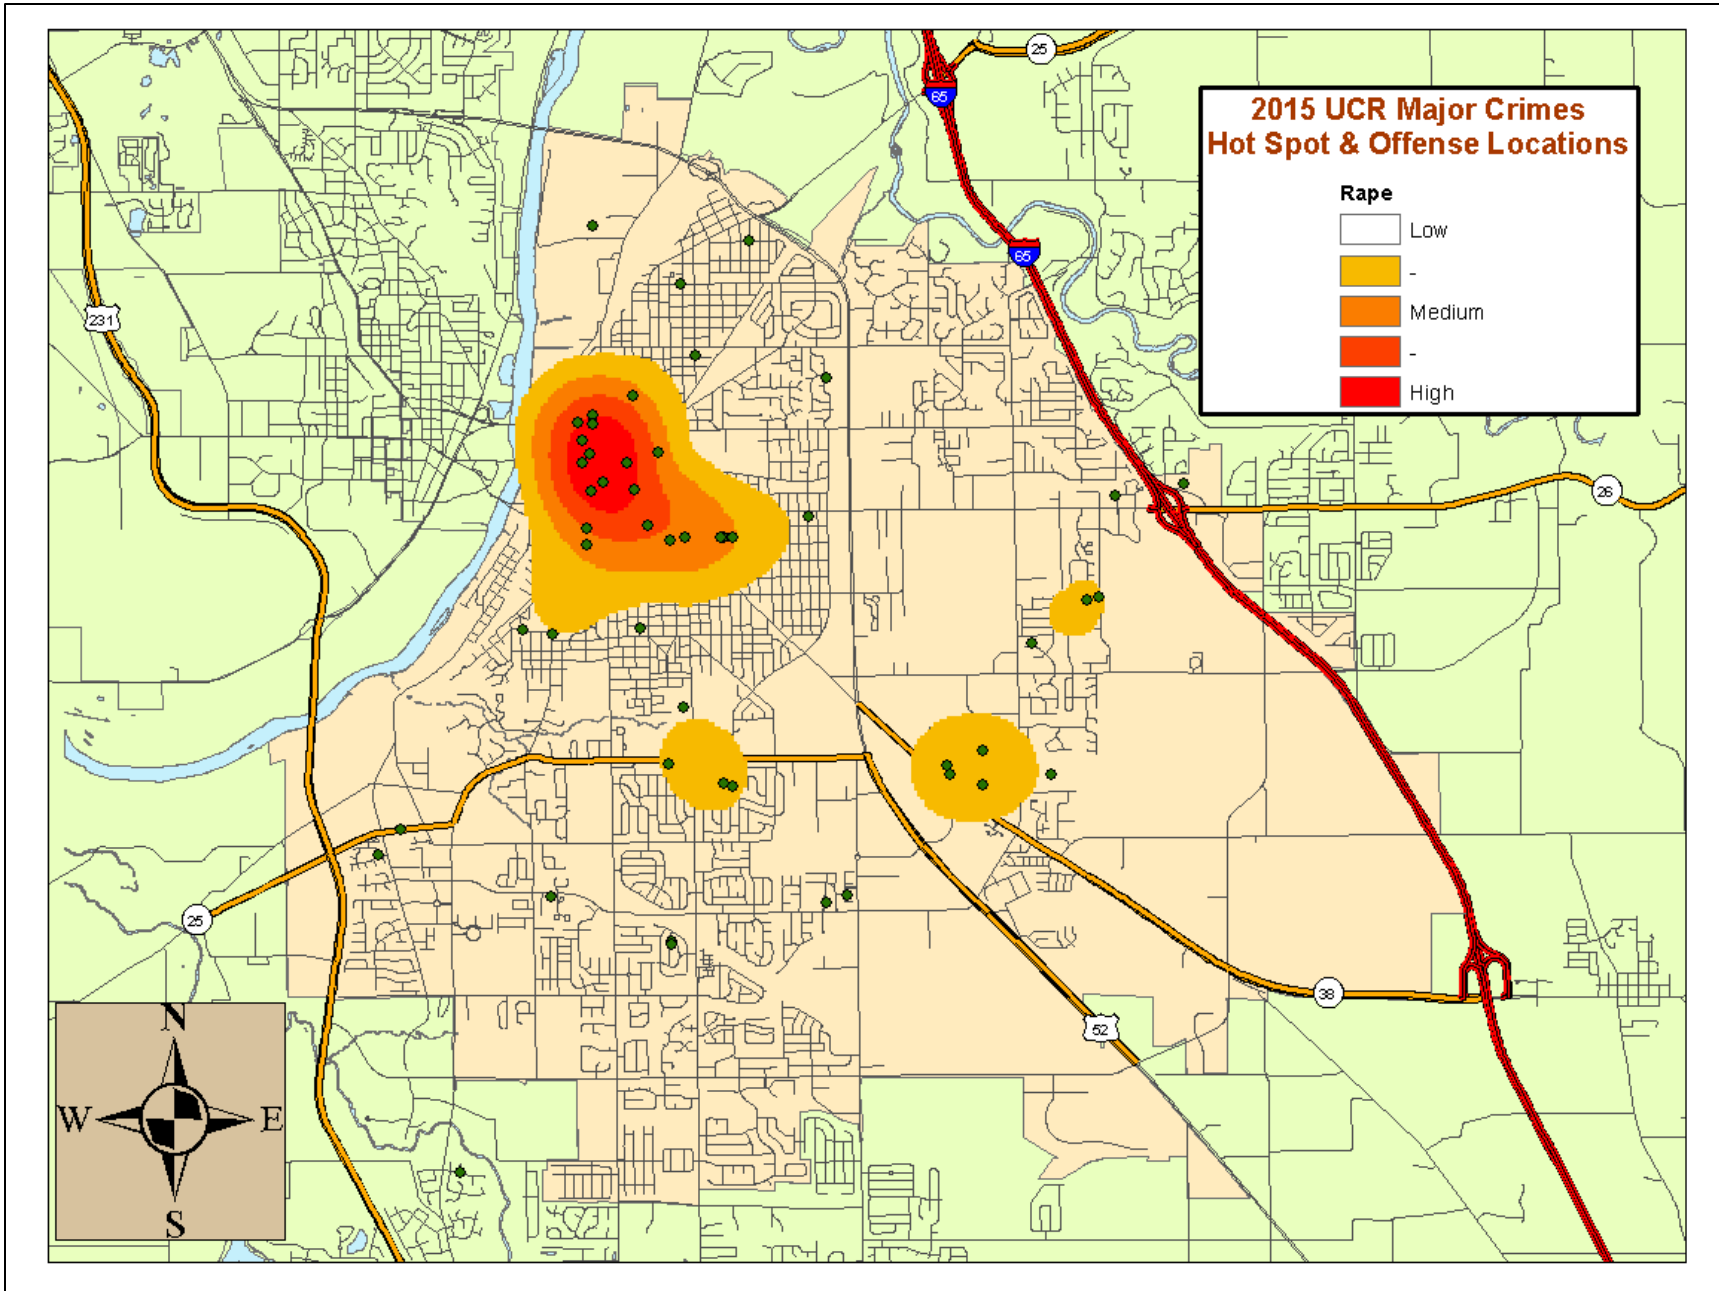 25
65
2015 UCR Major Crimes
Hot Spot & Offense Locations
Rape
Low
-
Medium
-
High
65
231
26
25
38
52
N
W E
S